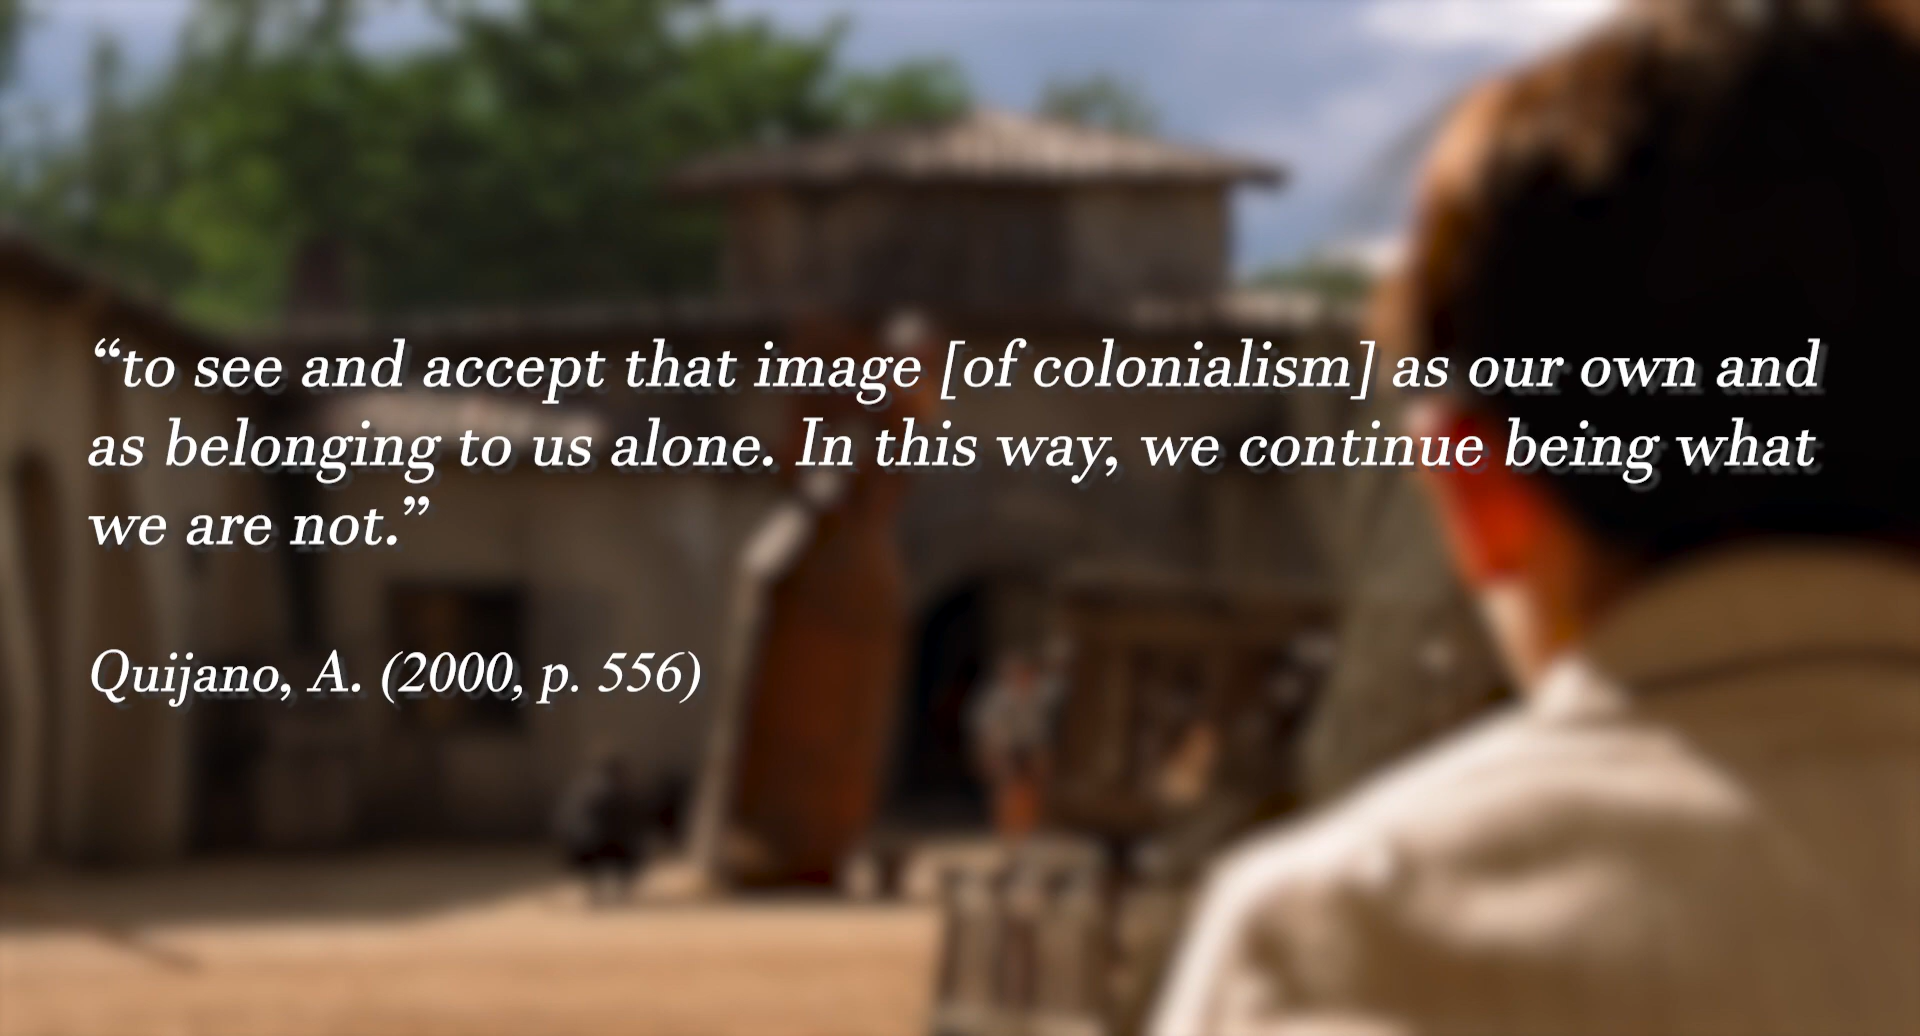 “to see and accept that image [of colonialism] as our own and
as belonging to us alone. In this way, we continue being what
we are not.”
Quijano, A. (2000, p. 556)